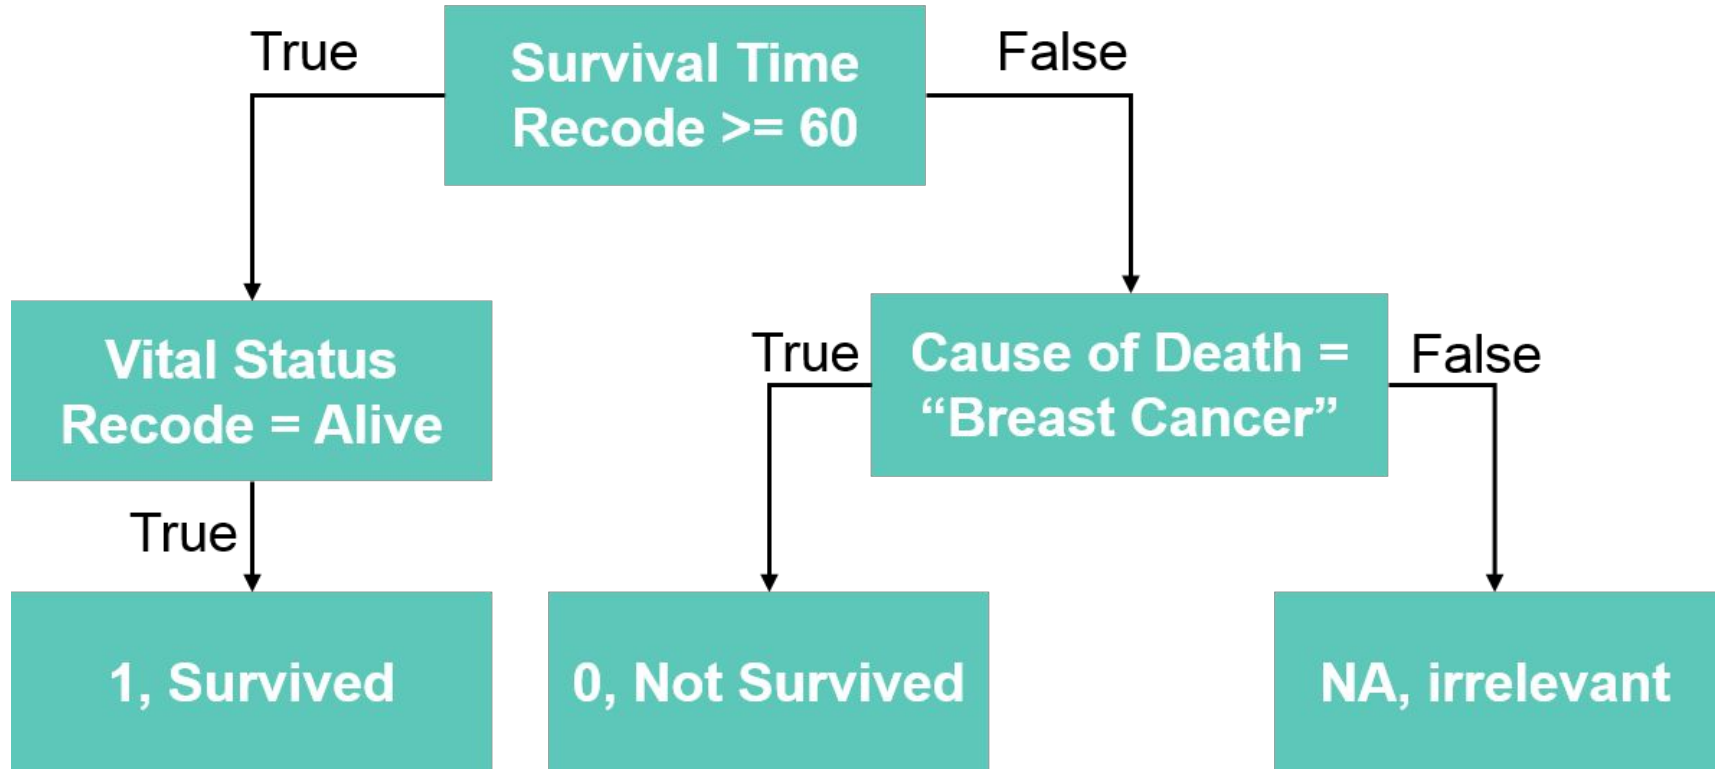 True
Survival Time
Recode >= 60
False
Vital Status
Recode = Alive
True
Cause of Death =
“Breast Cancer”
False
True
1, Survived
0, Not Survived
NA, irrelevant